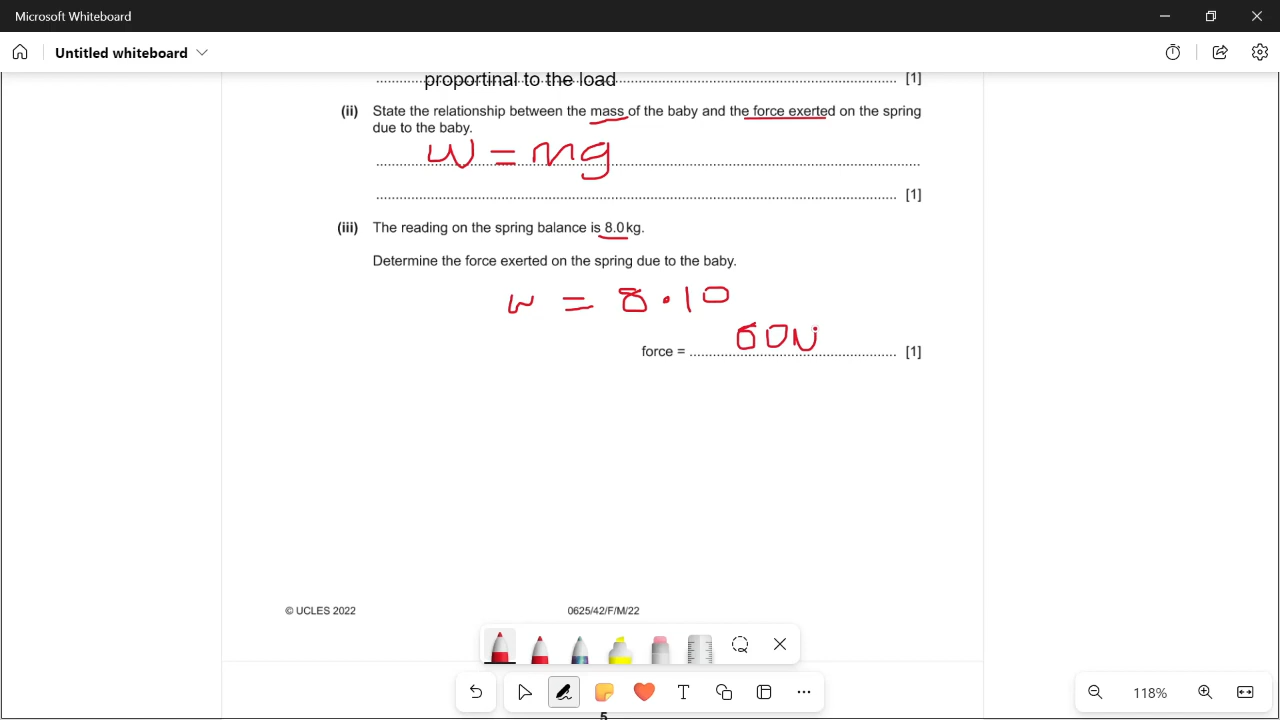 Microsoft Whiteboard
Untitled whiteboard
proportinal to the load [1]
(ii) State the relationship between the mass of the baby and the force exerted on the spring
due to the baby.
W = mg
[1]
(iii) The reading on the spring balance is 8.0 kg.
Determine the force exerted on the spring due to the baby.
w = 8 · 10
80N
force = [1]
© UCLES 2022 0625/42/F/M/22
118%
5